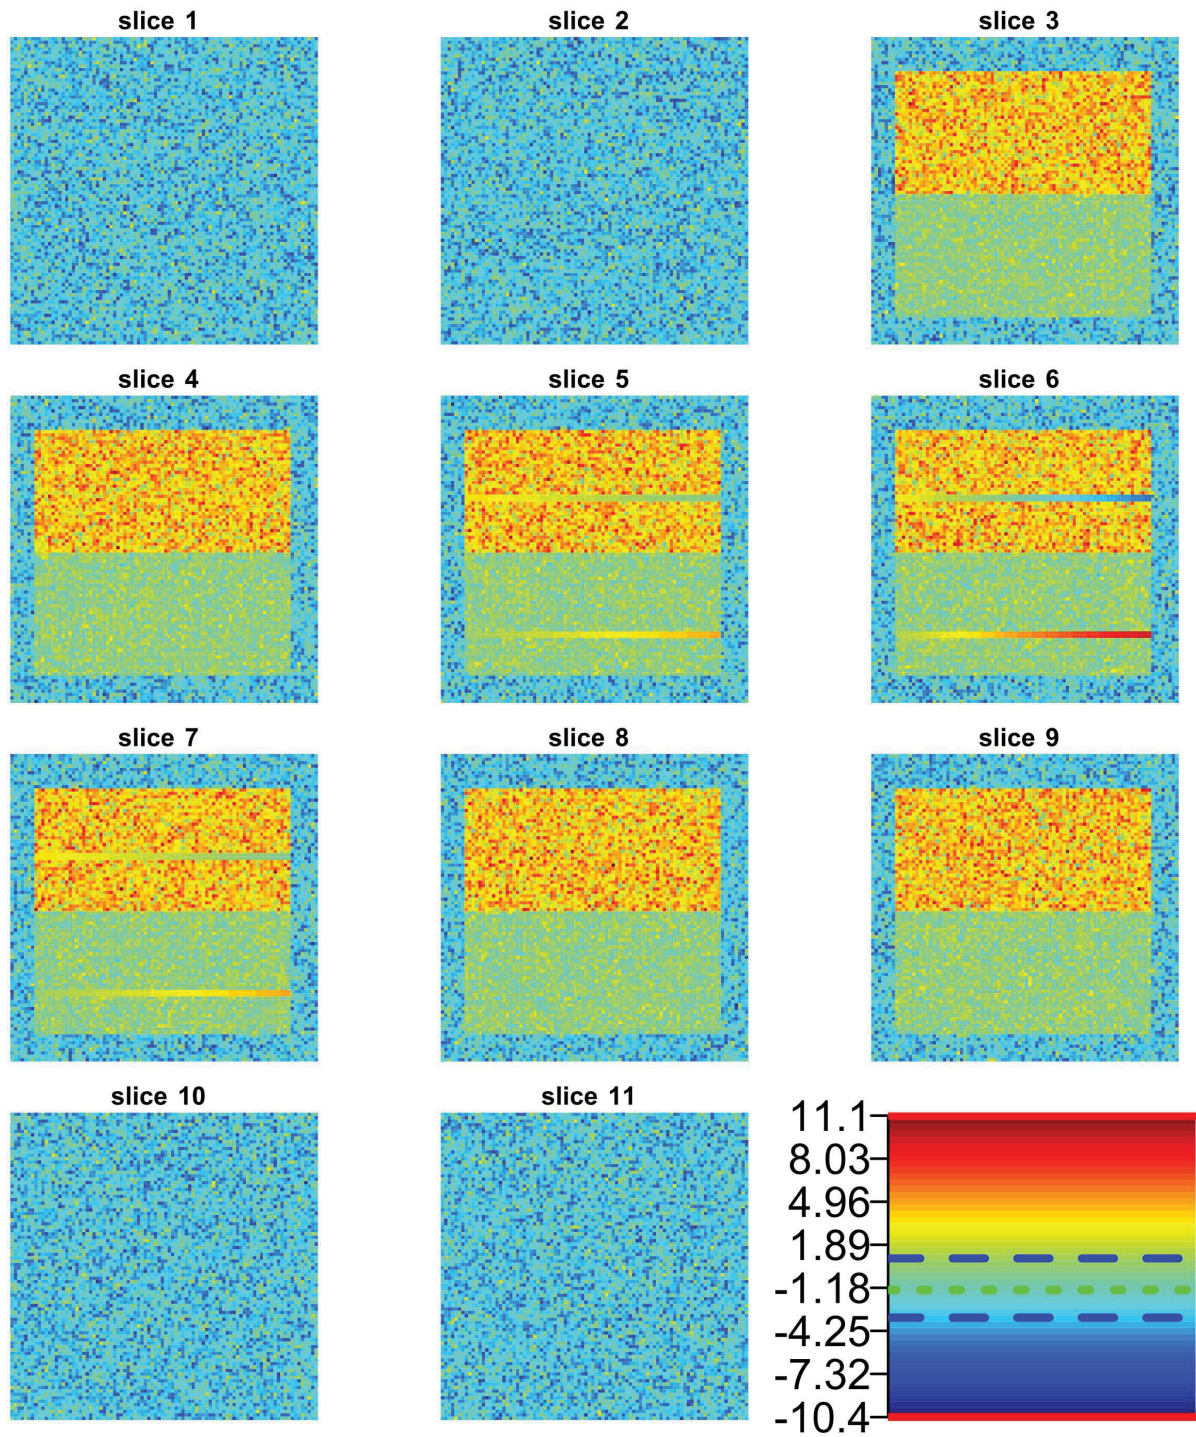 slice 1
slice 2
slice 3
slice 4
slice 5
slice 6
slice 7
slice 8
slice 9
slice 10
slice 11
11.1
8.03
4.96
1.89
-1.18
-4.25
-7.32
-10.4